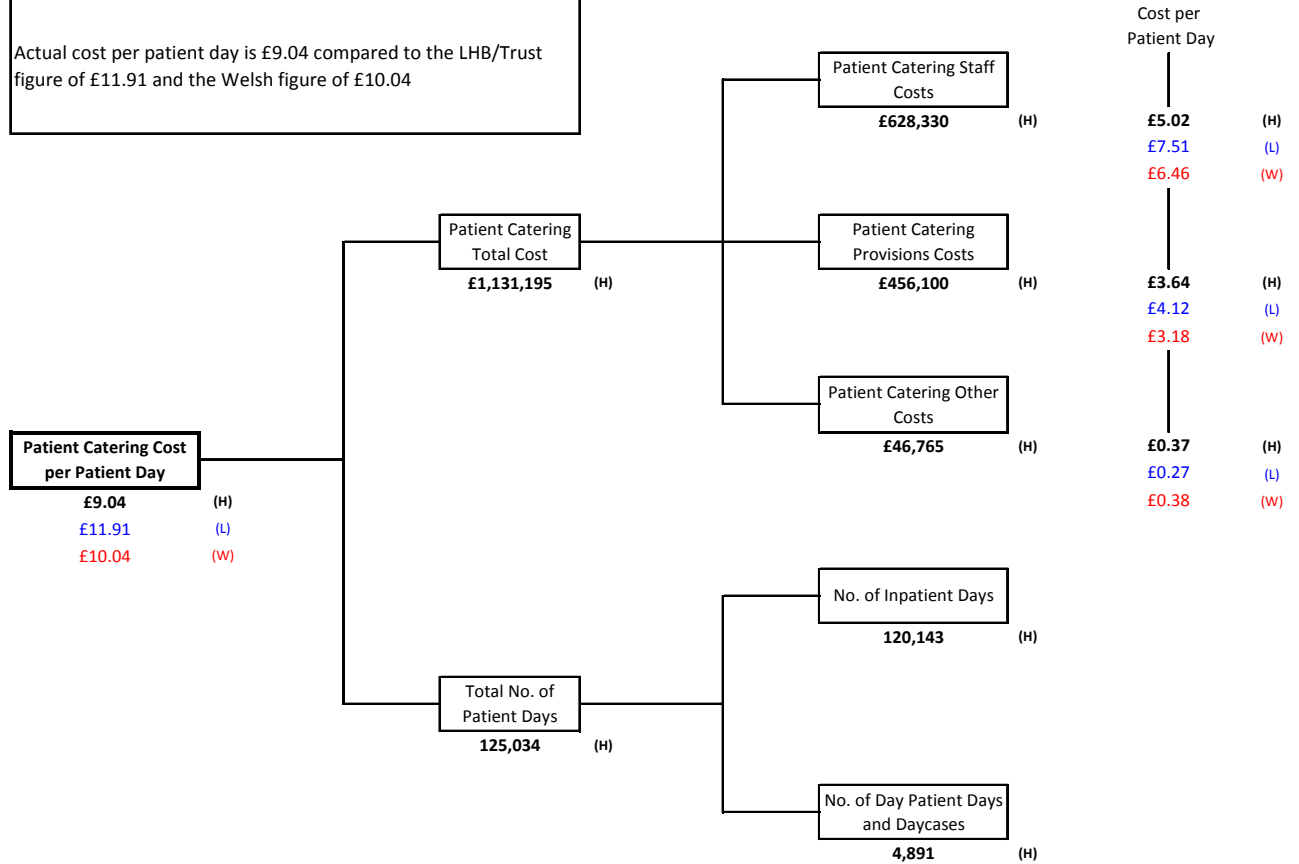 Actual cost per patient day is £9.04 compared to the LHB/Trust
figure of £11.91 and the Welsh figure of £10.04
Cost per
Patient Day
Patient Catering Staff
Costs
£628,330 (H) £5.02 (H)
£7.51 (L)
£6.46 (W)
Patient Catering
Total Cost
£1,131,195 (H)
Patient Catering
Provisions Costs
£456,100 (H) £3.64 (H)
£4.12 (L)
£3.18 (W)
Patient Catering Other
Costs
£46,765 (H) £0.37 (H)
£0.27 (L)
£0.38 (W)
Patient Catering Cost
per Patient Day
£9.04 (H)
£11.91 (L)
£10.04 (W)
No. of Inpatient Days
120,143 (H)
Total No. of
Patient Days
125,034 (H)
No. of Day Patient Days
and Daycases
4,891 (H)